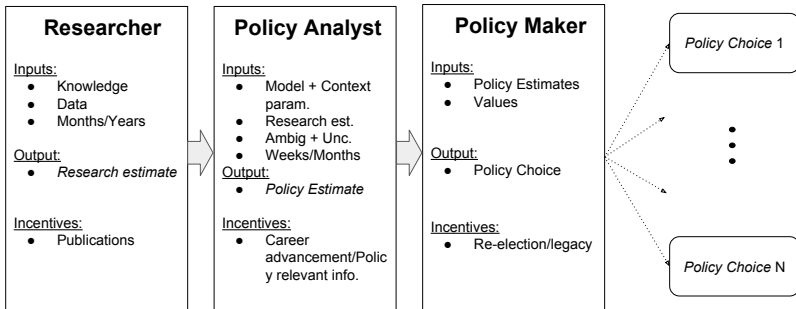 Researcher
Inputs:
● Knowledge
● Data
● Months/Years
Output:
● Research estimate
Incentives:
● Publications
Policy Analyst
Inputs:
● Model + Context
param.
● Research est.
● Ambig + Unc.
● Weeks/Months
Output:
● Policy Estimate
Incentives:
● Career
advancement/Polic
y relevant info.
Policy Maker
Inputs:
● Policy Estimates
● Values
Output:
● Policy Choice
Incentives:
● Re-election/legacy
Policy Choice 1
Policy Choice N